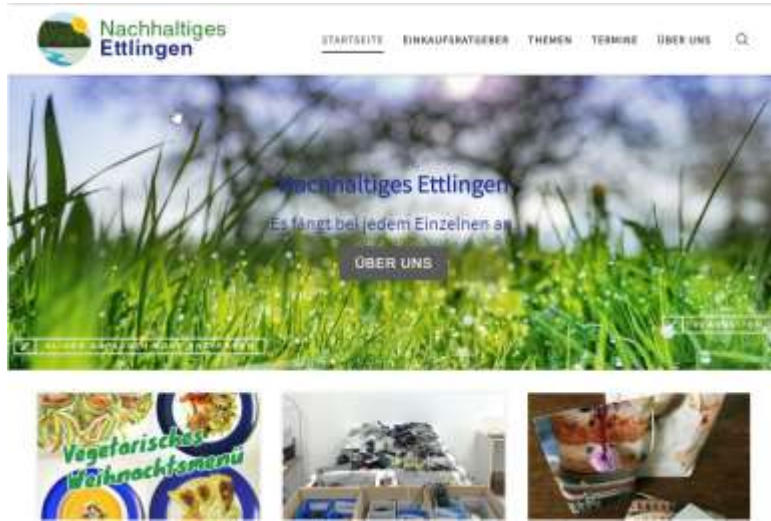 Nachhaltiges
Ettlingen
STARTSEITE EINKAUFSRATGEBER THEMEN TERMINE ÜBER UNS
Nachhaltiges Ettlingen
Es fängt bei jedem Einzelnen an
ÜBER UNS
Vegetarisches
Weihnachtsmenü